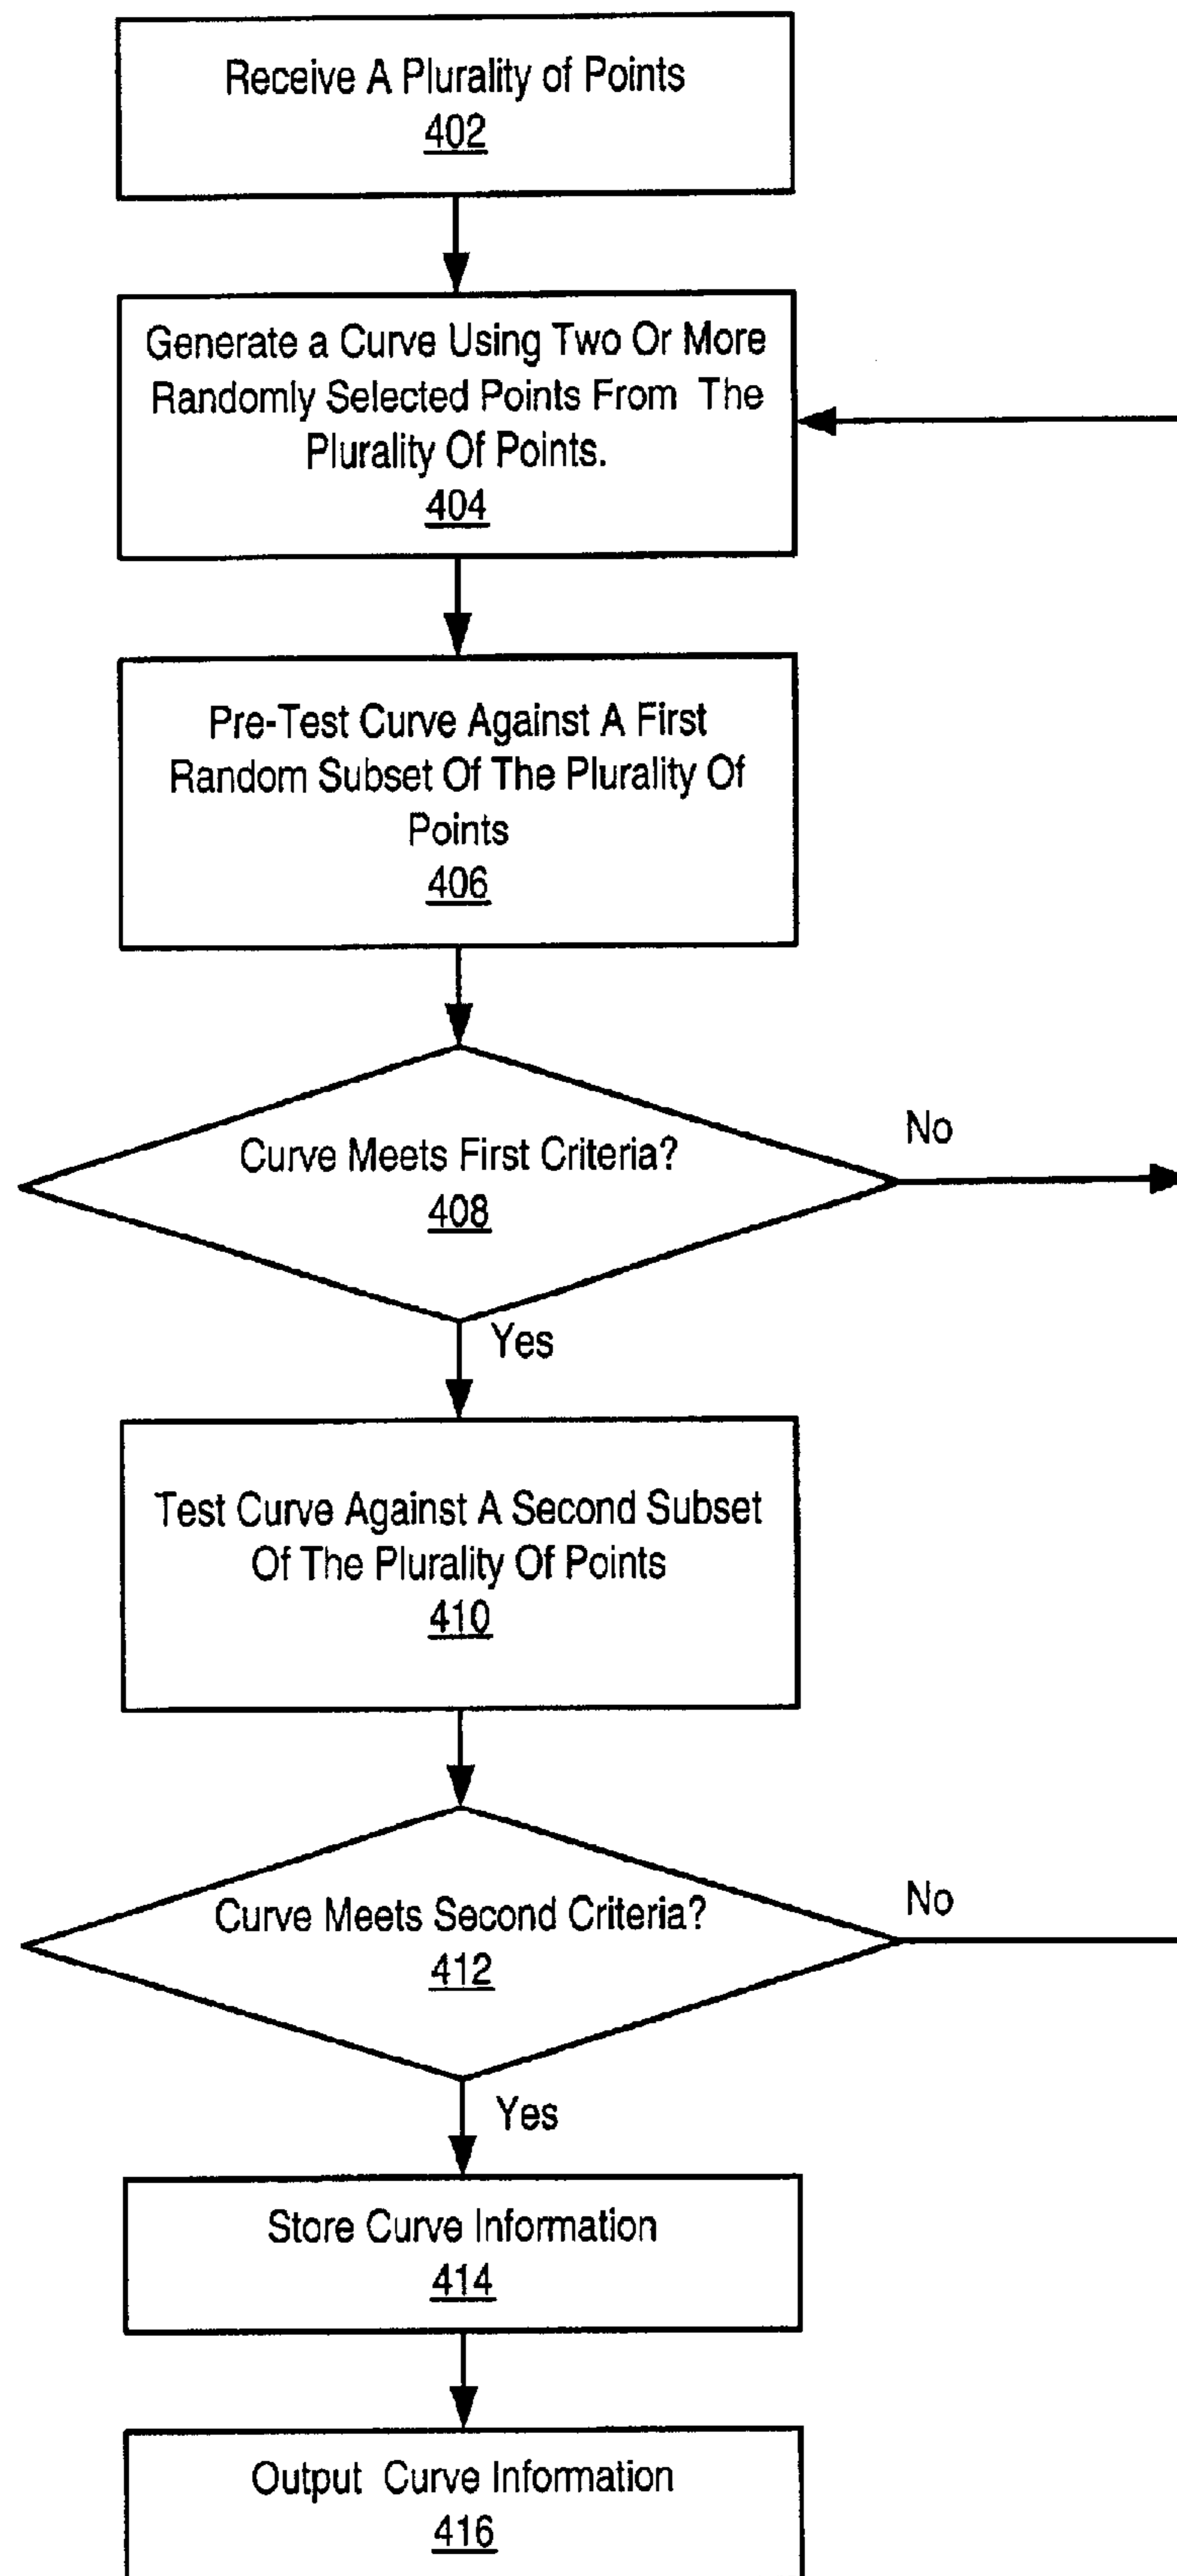 Receive A Plurality of Points
402
Generate a Curve Using Two Or More
Randomly Selected Points From The
Plurality Of Points.
404
Pre-Test Curve Against A First
Random Subset Of The Plurality Of
Points
406
Curve Meets First Criteria?
408
No
Yes
Test Curve Against A Second Subset
Of The Plurality Of Points
410
Curve Meets Second Criteria?
412
No
Yes
Store Curve Information
414
Output Curve Information
416